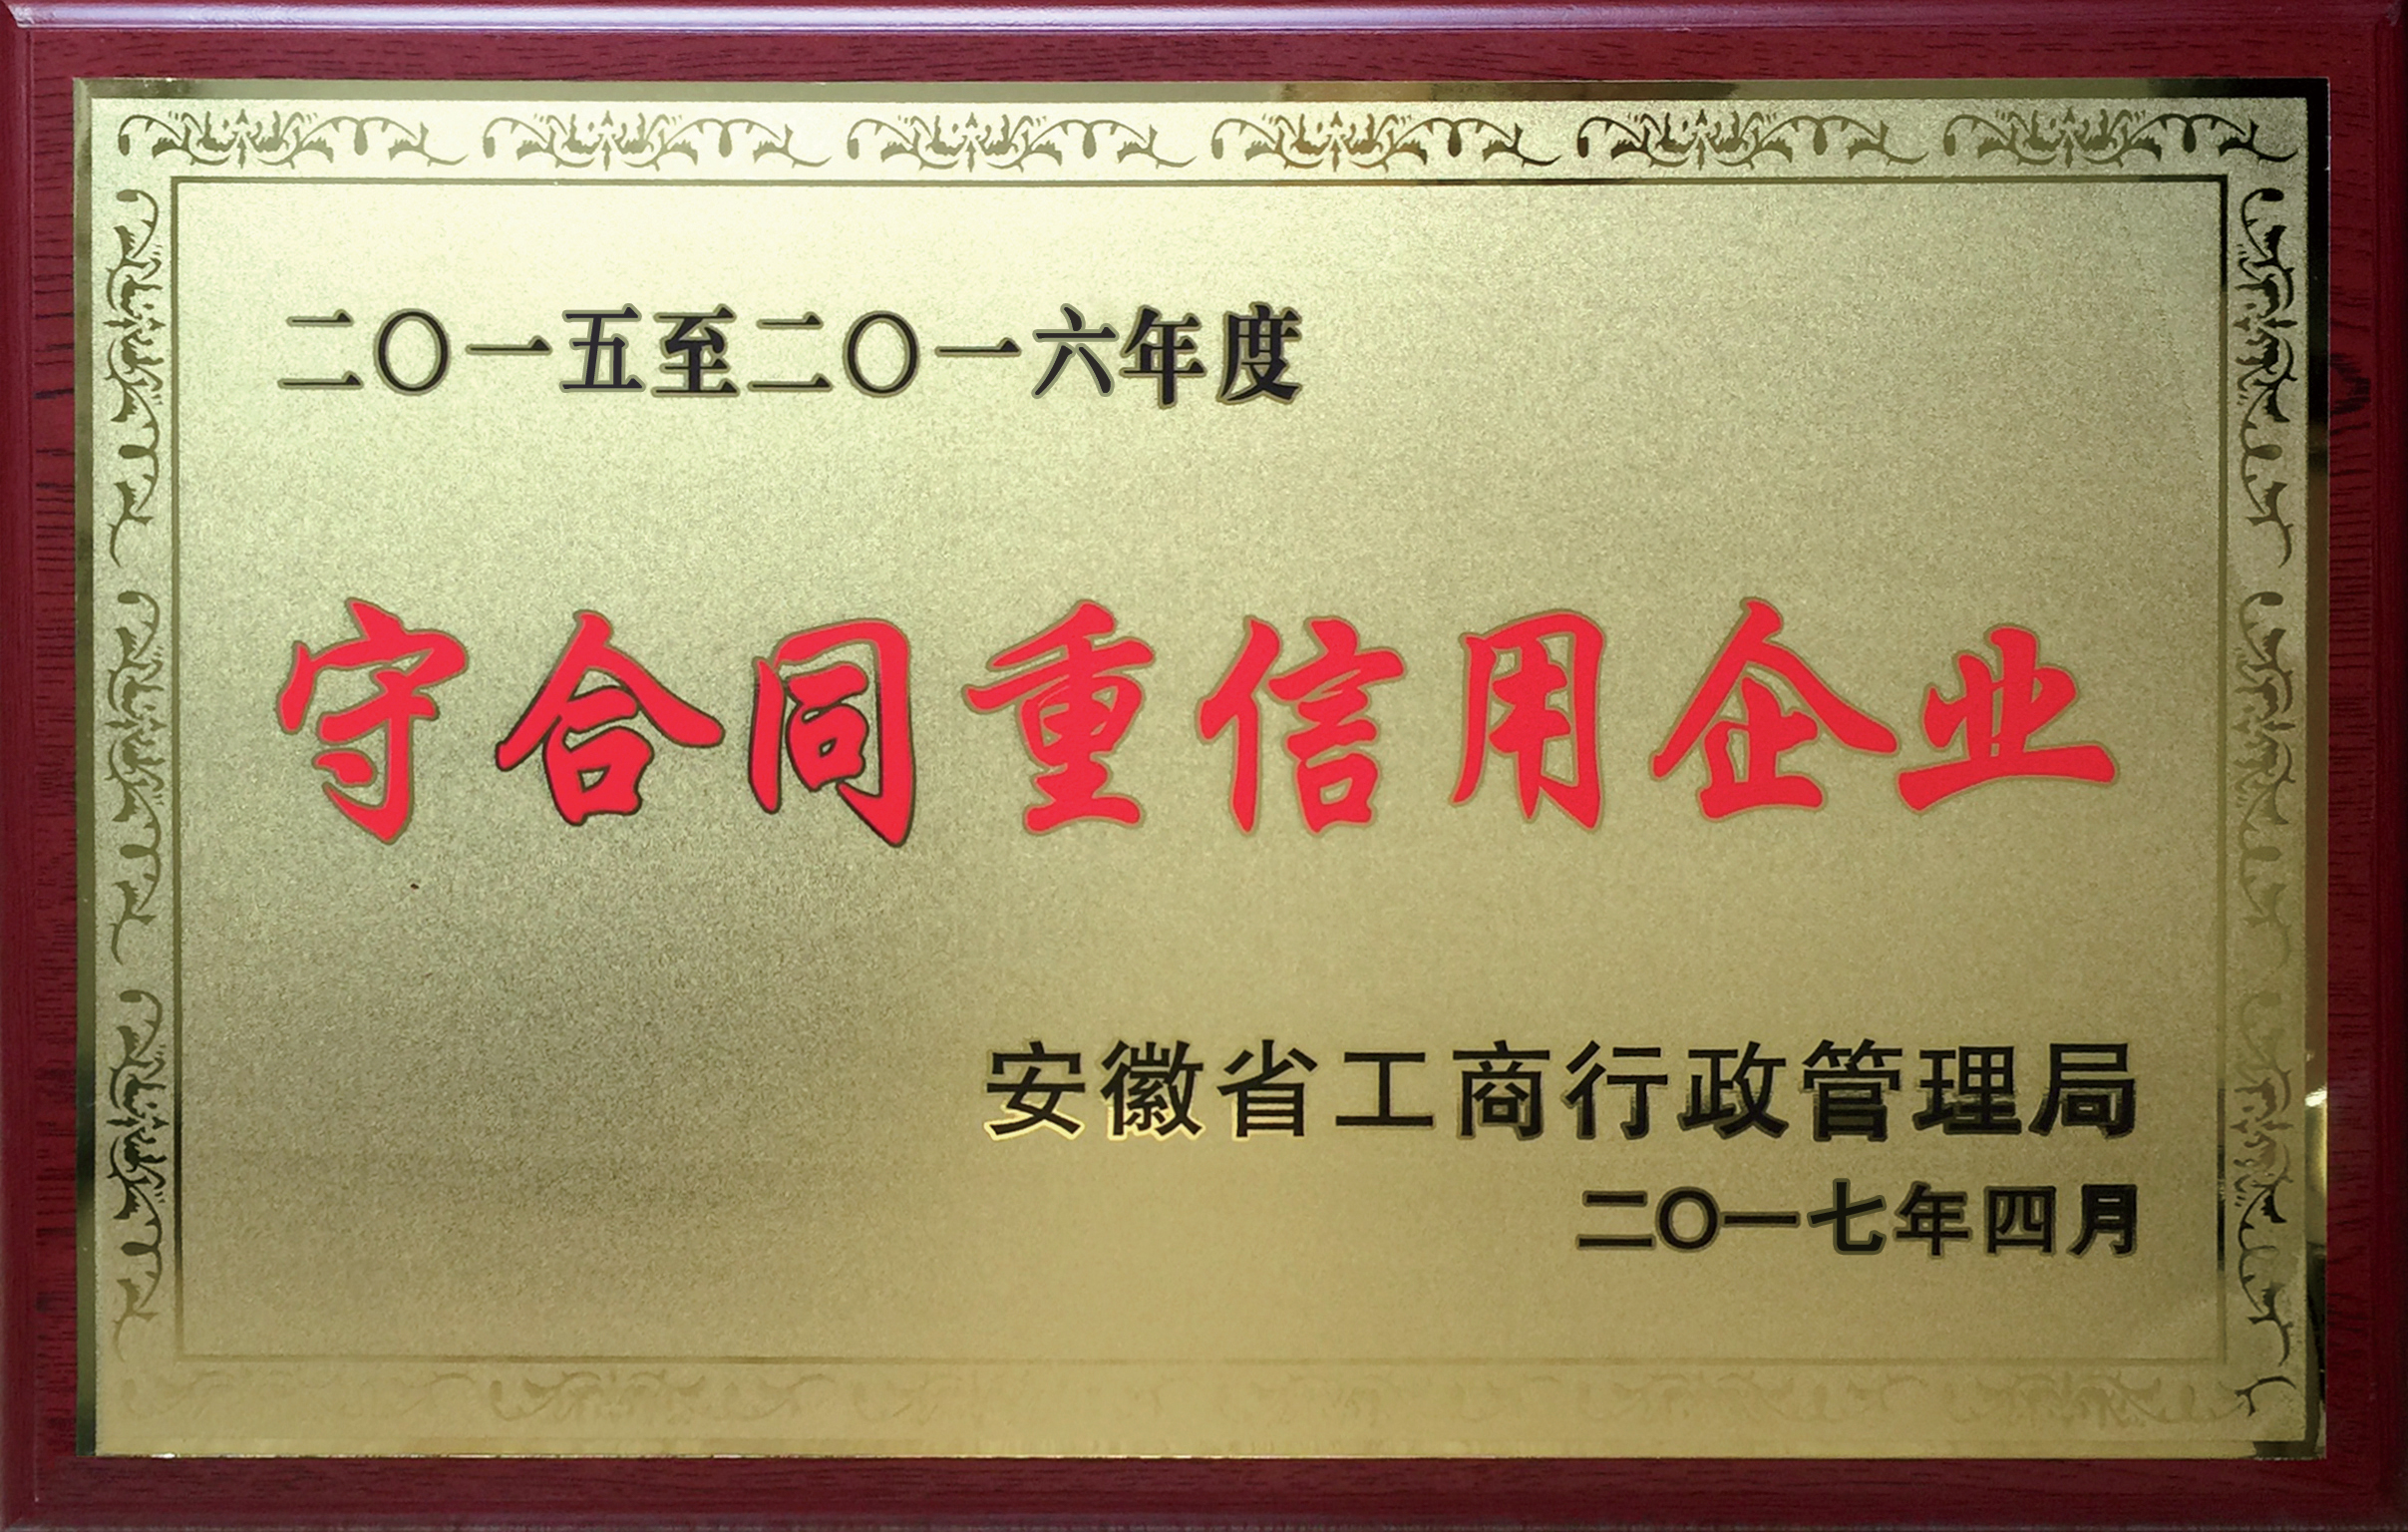 二〇一五至二〇一六年度
守合同重信用企业
安徽省工商行政管理局
二〇一七年四月